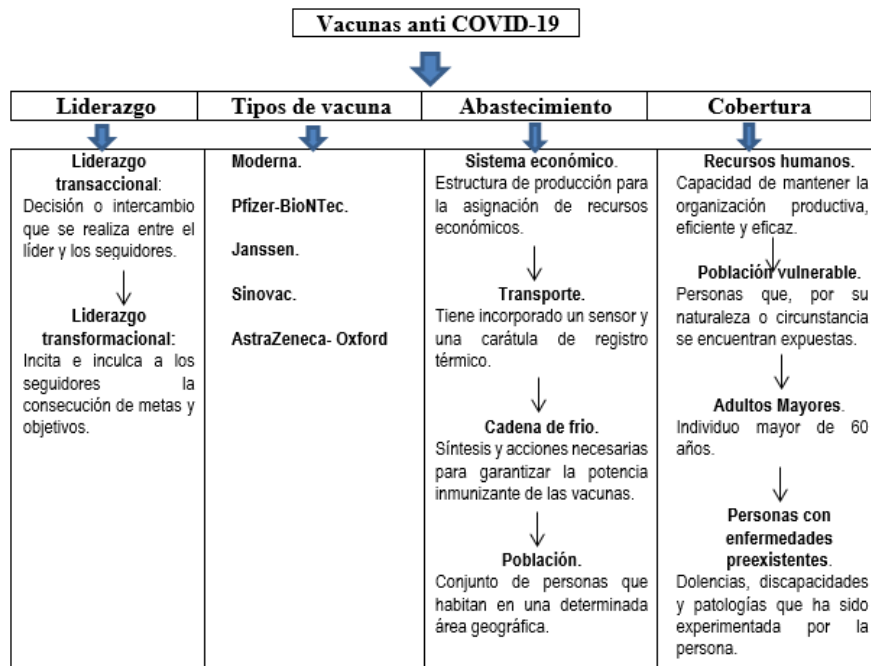 Vacunas anti COVID-19
Liderazgo
Tipos de vacuna
Abastecimiento
Cobertura
Liderazgo
transaccional:
Decisión o intercambio
que se realiza entre el
líder y los seguidores.
Liderazgo
transformacional:
Incita e inculca a los
seguidores la
consecución de metas y
objetivos.
Moderna.
Pfizer-BioNTec.
Janssen.
Sinovac.
AstraZeneca- Oxford
Sistema económico.
Estructura de producción para
la asignación de recursos
económicos.
Transporte.
Tiene incorporado un sensor y
una carátula de registro
térmico.
Cadena de frio.
Síntesis y acciones necesarias
para garantizar la potencia
inmunizante de las vacunas.
Población.
Conjunto de personas que
habitan en una determinada
área geográfica.
Recursos humanos.
Capacidad de mantener la
organización productiva,
eficiente y eficaz.
Población vulnerable.
Personas que, por su
naturaleza o circunstancia
se encuentran expuestas.
Adultos Mayores.
Individuo mayor de 60
años.
Personas con
enfermedades
preexistentes.
Dolencias, discapacidades
y patologías que ha sido
experimentada por la
persona.